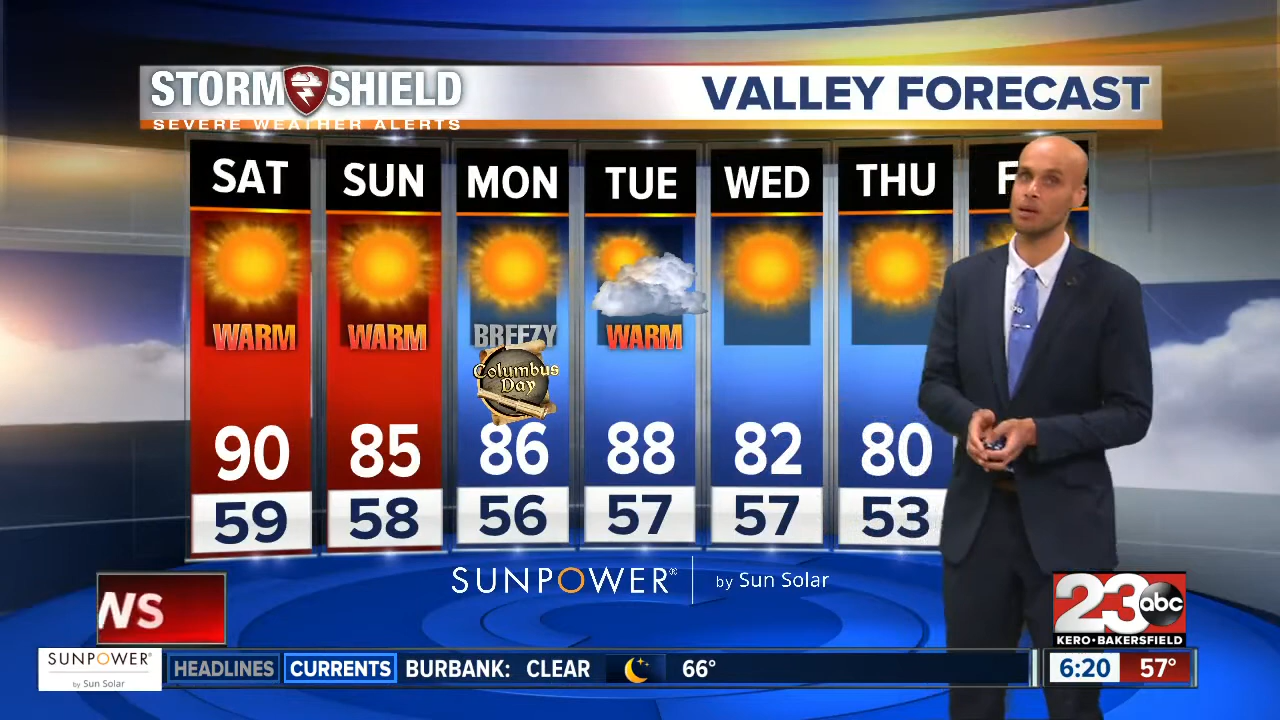 STORM SHIELD
SEVERE WEATHER ALERTS
VALLEY FORECAST
SAT SUN MON TUE WED THU F
WARM WARM BREEZY WARM
Columbus
Day
90 85 86 88 82 80
59 58 56 57 57 53
SUNPOWER® by Sun Solar
WS
23 abc
KERO·BAKERSFIELD
SUNPOWER®
by Sun Solar
HEADLINES CURRENTS BURBANK: CLEAR 66° 6:20 57°